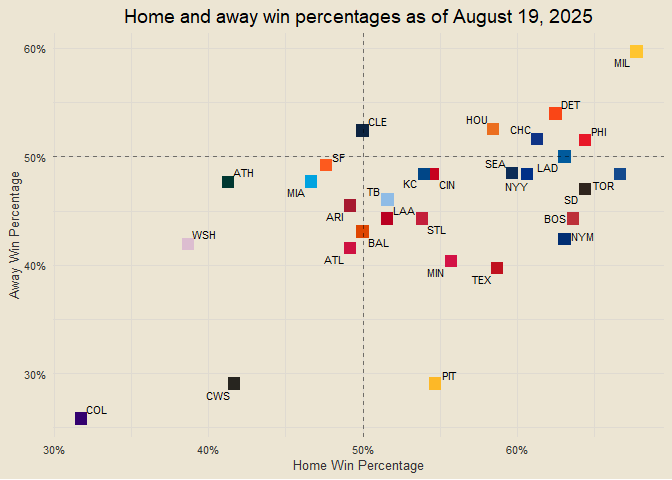 Home and away win percentages as of August 19, 2025
60%
MIL
DET
HOU
CLE
CHC
PHI
50%
SF
SEA
LAD
ATH
MIA
KC
CIN
NYY
TOR
TB
SD
ARI
LAA
BOS
STL
WSH
BAL
NYM
40%
ATL
MIN
TEX
30%
PIT
CWS
COL
30%
40%
50%
60%
Home Win Percentage
Away Win Percentage